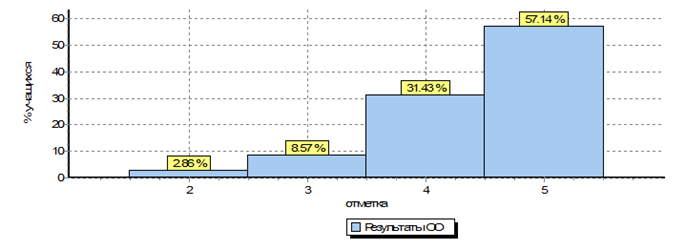 60
50
40
30
20
10
0
% учащихся
2.86 %
8.57 %
31.43 %
57.14 %
2 3 4 5
отметка
Результаты ОО